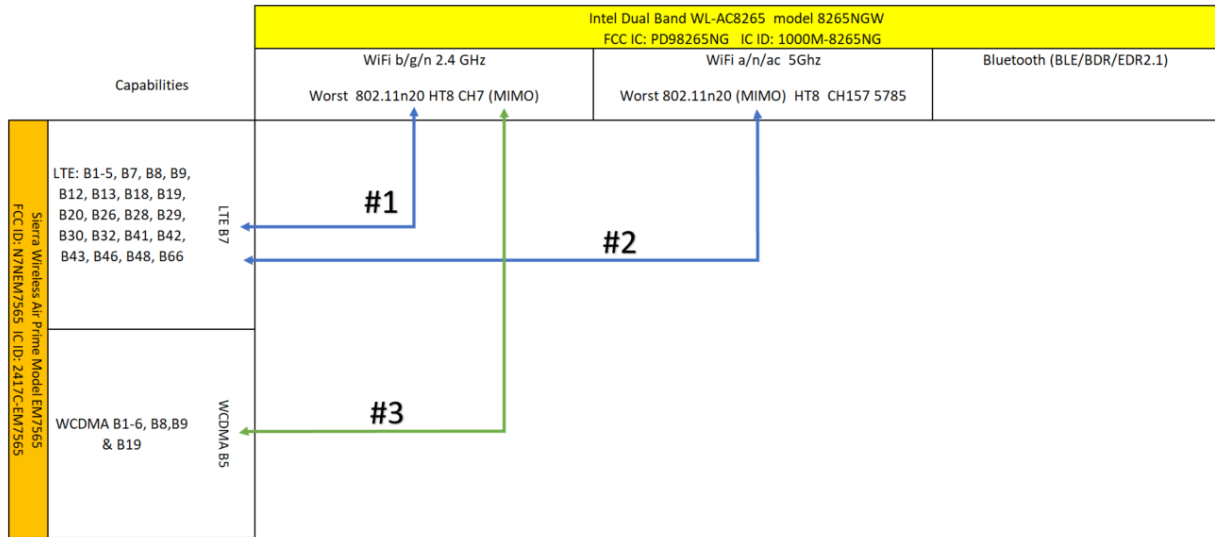 Intel Dual Band WL-AC8265 model 8265NGW
FCC IC: PD98265NG IC ID: 1000M-8265NG
Capabilities
WiFi b/g/n 2.4 GHz
Worst 802.11n20 HT8 CH7 (MIMO)
WiFi a/n/ac 5Ghz
Worst 802.11n20 (MIMO) HT8 CH157 5785
Bluetooth (BLE/BDR/EDR2.1)
Sierra Wireless Air Prime Model EM7565
FCC ID: N7NEM7565 IC ID: 2417C-EM7565
LTE: B1-5, B7, B8, B9,
B12, B13, B18, B19,
B20, B26, B28, B29,
B30, B32, B41, B42,
B43, B46, B48, B66
LTE B7
#1
#2
WCDMA B1-6, B8,B9
& B19
WCDMA B5
#3